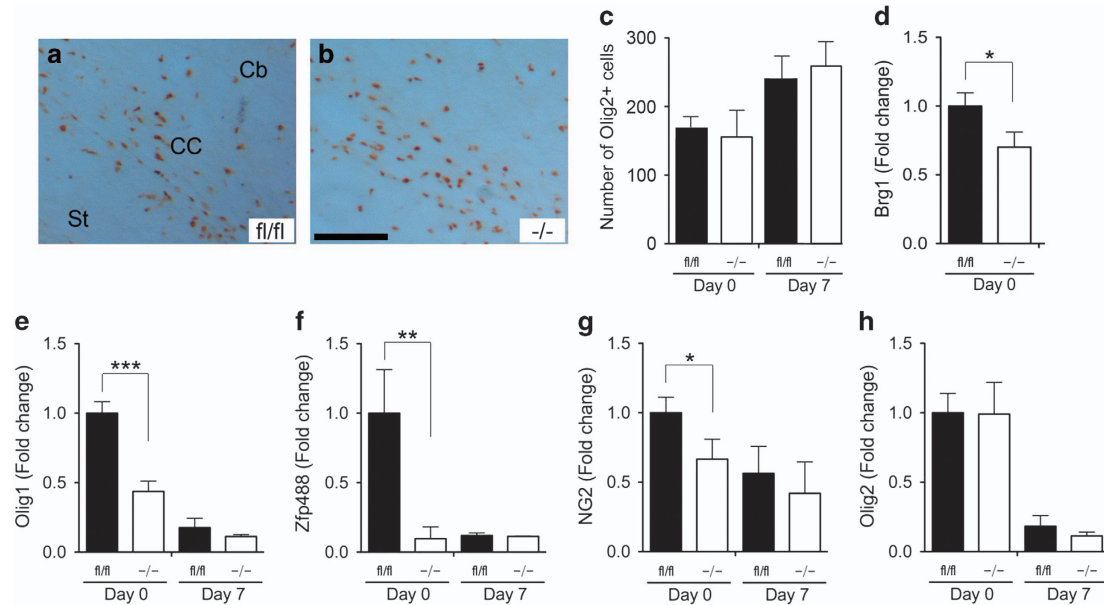 a
Cb
CC
St
fl/fl
b
−/−
c
Number of Olig2+ cells
300
200
100
0
fl/fl −/− fl/fl −/−
Day 0 Day 7
d
Brg1 (Fold change)
1.5
1.0
0.5
0.0
*
fl/fl −/−
Day 0
e
Olig1 (Fold change)
1.5
1.0
0.5
0.0
***
fl/fl −/− fl/fl −/−
Day 0 Day 7
f
Zfp488 (Fold change)
1.5
1.0
0.5
0.0
**
fl/fl −/− fl/fl −/−
Day 0 Day 7
g
NG2 (Fold change)
1.5
1.0
0.5
0.0
*
fl/fl −/− fl/fl −/−
Day 0 Day 7
h
Olig2 (Fold change)
1.5
1.0
0.5
0.0
fl/fl −/− fl/fl −/−
Day 0 Day 7